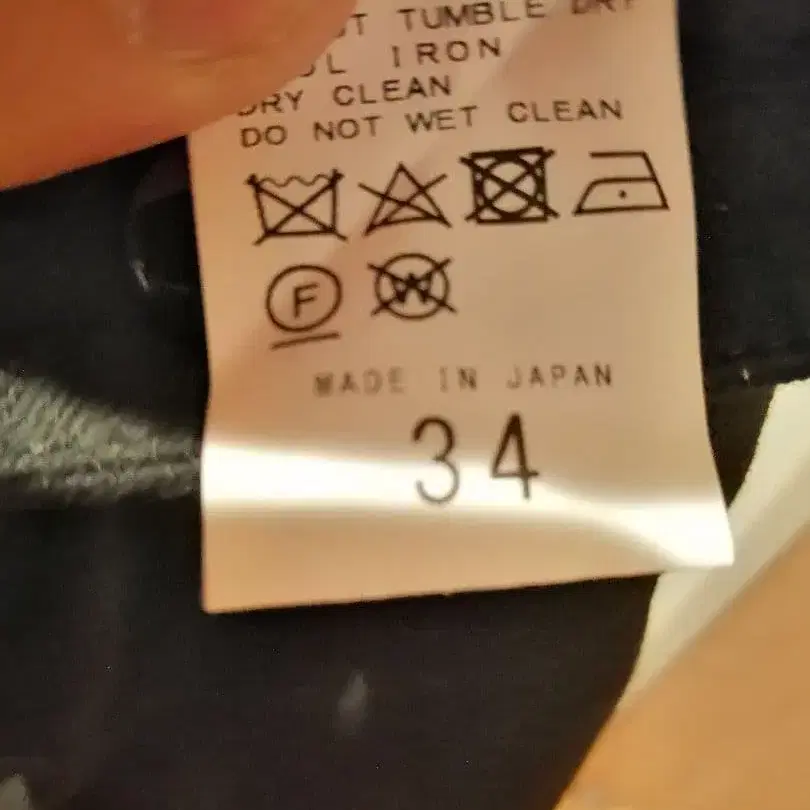 TUMBLE DRY
IRON
DRY CLEAN
DO NOT WET CLEAN
F W
MADE IN JAPAN
34